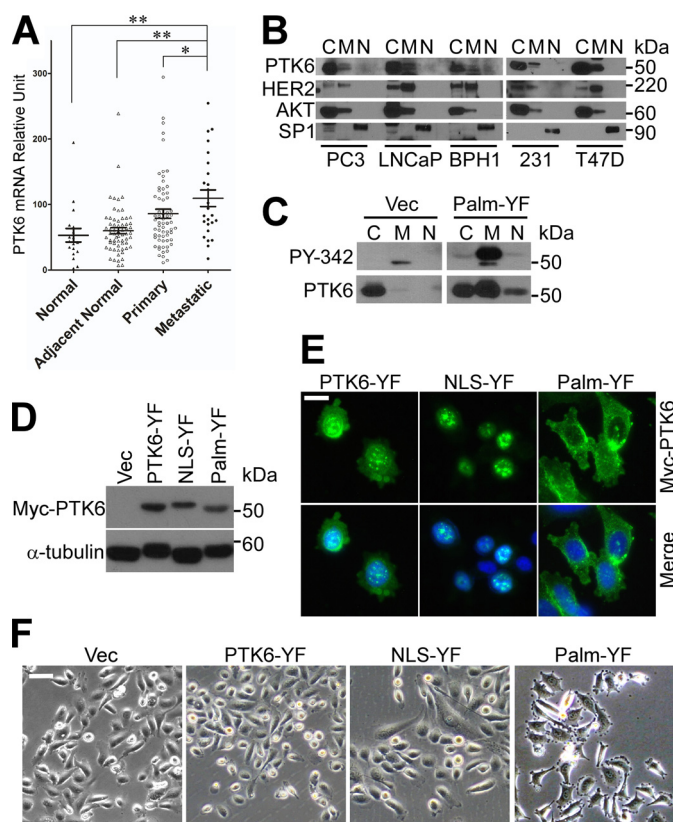 A
PTK6 mRNA Relative Unit
300
200
100
0
Normal
Adjacent Normal
Primary
Metastatic
**
**
*
B
C M N C M N C M N C M N C M N kDa
PTK6 50
HER2 220
AKT 60
SP1 90
PC3 LNCaP BPH1 231 T47D
C
Vec Palm-YF
C M N C M N kDa
PY-342 50
PTK6 50
D
Vec
PTK6-YF
NLS-YF
Palm-YF
kDa
Myc-PTK6 50
α-tubulin 60
E
PTK6-YF NLS-YF Palm-YF
Myc-PTK6
Merge
F
Vec PTK6-YF NLS-YF Palm-YF